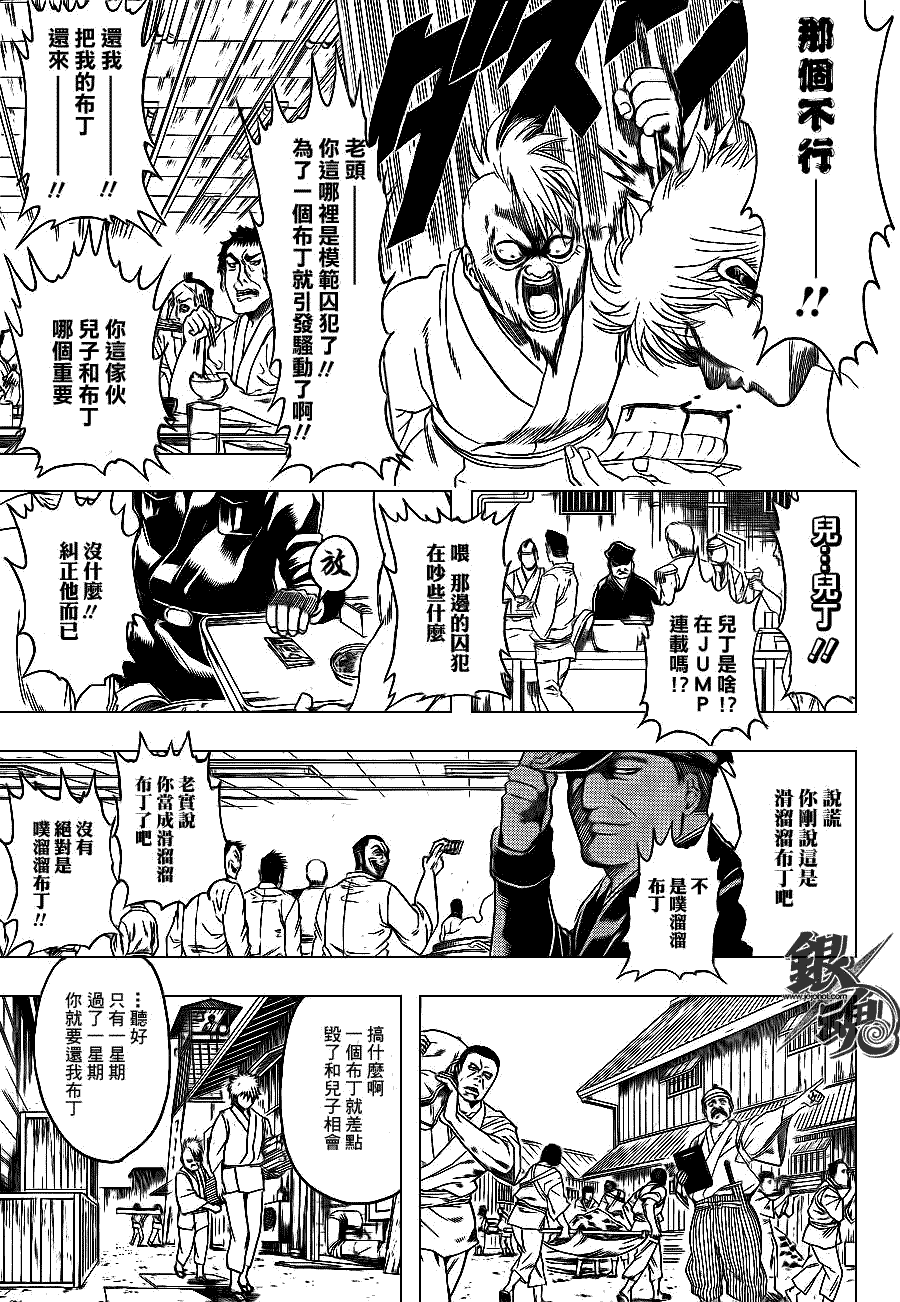 那個不行——!!
ダズン
老頭——
你這哪裡是模範囚犯了!!
為了一個布丁就引發騷動了啊!!
還我——
把我的布丁
還來——!!
你這傢伙
兒子和布丁
哪個重要
兒…兒丁!!
兒丁是啥!?
在JUMP
連載嗎!?
喂 那邊的囚犯
在吵些什麼
放
沒什麼!!
糾正他而已
說謊
你剛說這是
滑溜溜布丁吧
不
是噗溜溜
布丁
老實說
你當成滑溜溜
布丁了吧
沒有
絕對是
噗溜溜布丁!!
銀魂
www.jojohot.com
搞什麼啊
一個布丁就差點
毀了和兒子相會
…聽好
只有一星期
過了一星期
你就要還我布丁